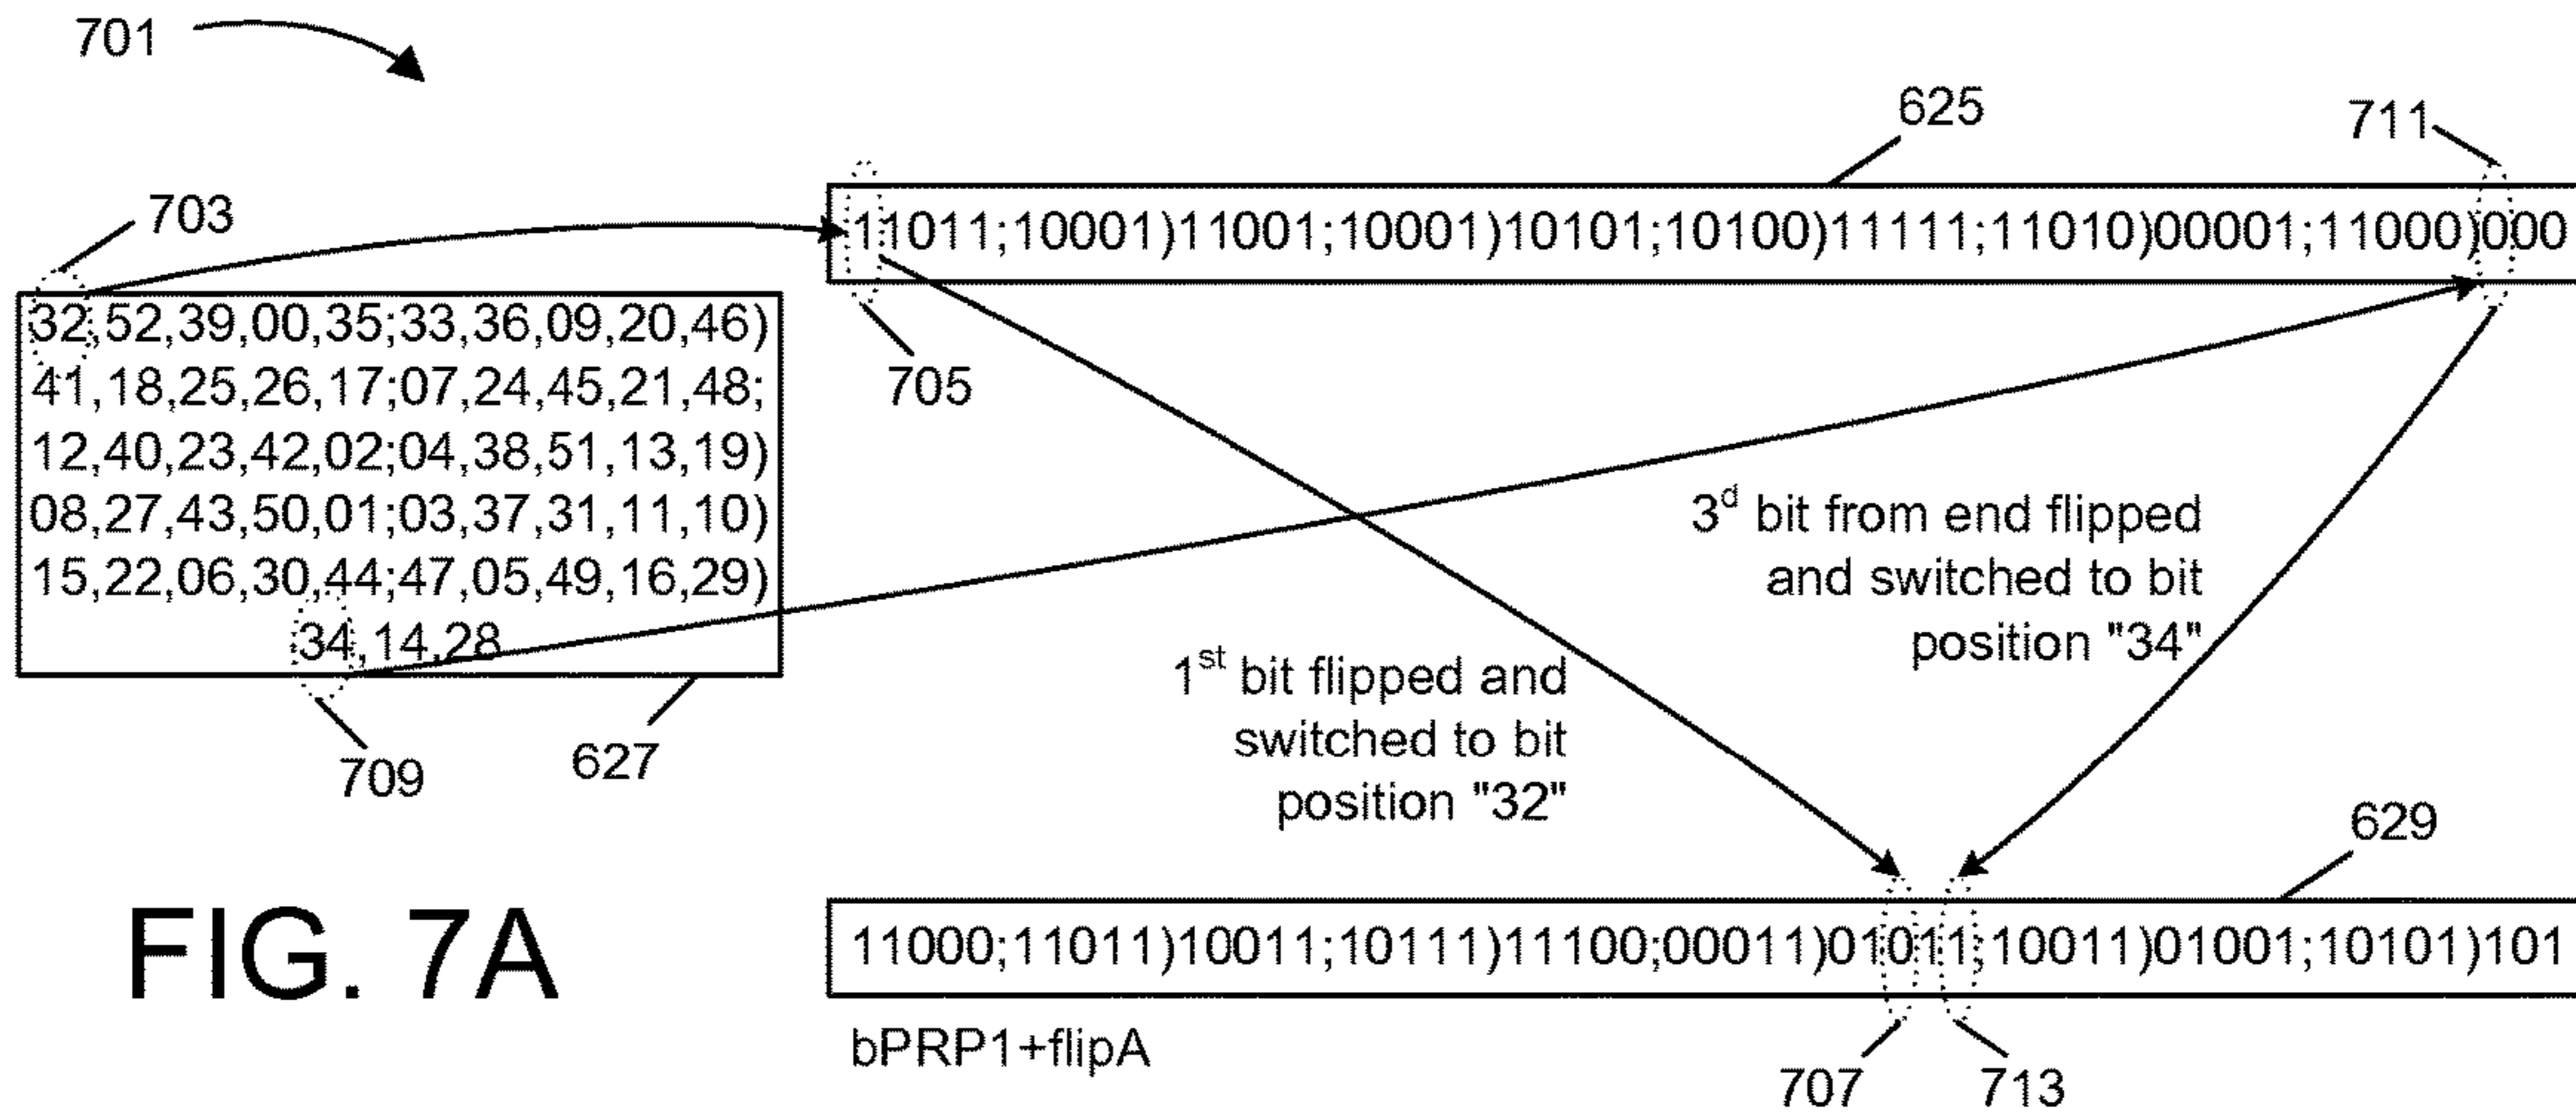 701
625
711
703
11011;10001)11001;10001)10101;10100)11111;11010)00001;11000)000
32,52,39,00,35;33,36,09,20,46)
41,18,25,26,17;07,24,45,21,48;
12,40,23,42,02;04,38,51,13,19)
08,27,43,50,01;03,37,31,11,10)
15,22,06,30,44;47,05,49,16,29)
34,14,28
705
709
627
1st bit flipped and
switched to bit
position "32"
3d bit from end flipped
and switched to bit
position "34"
629
FIG. 7A
11000;11011)10011;10111)11100;00011)01011;10011)01001;10101)101
bPRP1+flipA
707
713